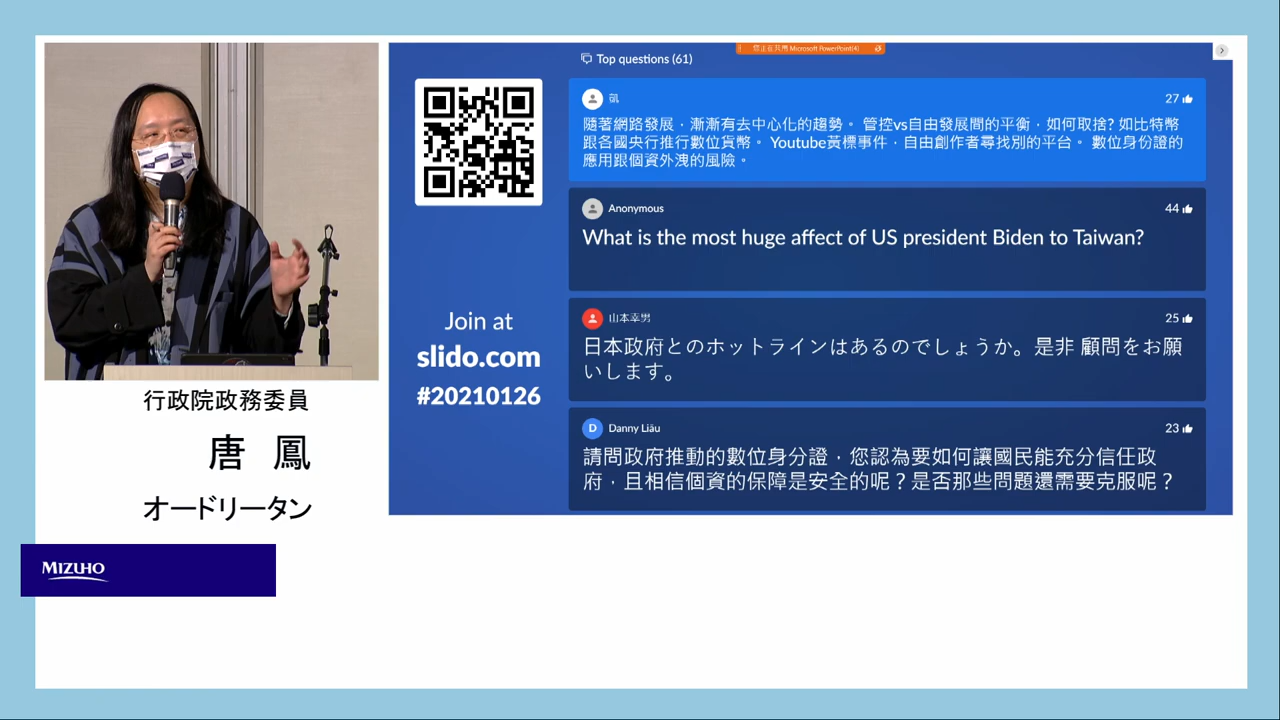 行政院政務委員
唐 鳳
オードリータン
MIZUHO
Join at
slido.com
#20210126
您正在共用 Microsoft PowerPoint(4)
Top questions (61)
凱
27
隨著網路發展，漸漸有去中心化的趨勢。 管控vs自由發展間的平衡，如何取捨? 如比特幣
跟各國央行推行數位貨幣。 Youtube黃標事件，自由創作者尋找別的平台。 數位身份證的
應用跟個資外洩的風險。
Anonymous
44
What is the most huge affect of US president Biden to Taiwan?
山本幸男
25
日本政府とのホットラインはあるのでしょうか。是非 顧問をお願
いします。
D
Danny Liāu
23
請問政府推動的數位身分證，您認為要如何讓國民能充分信任政
府，且相信個資的保障是安全的呢？是否那些問題還需要克服呢？